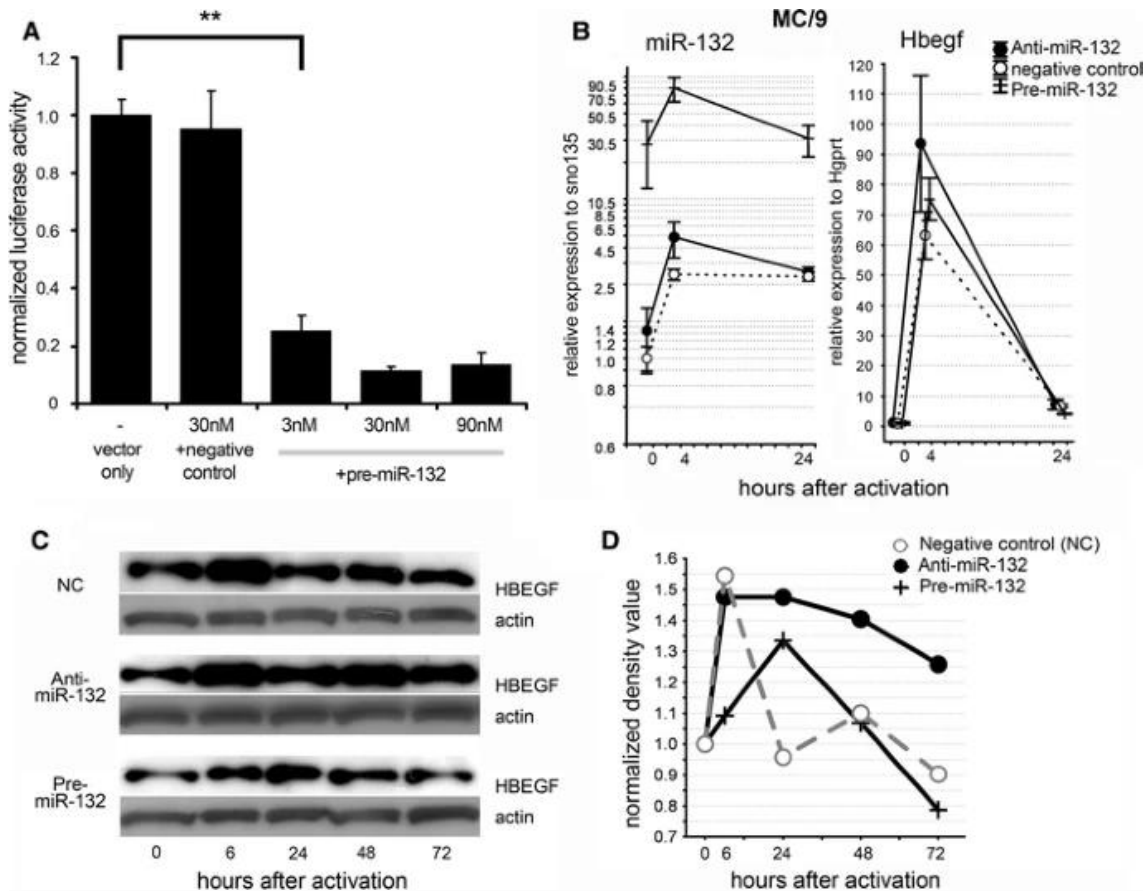 A
**
normalized luciferase activity
1.2
1.0
0.8
0.6
0.4
0.2
0
-
vector
only
30nM
+negative
control
3nM
30nM
90nM
+pre-miR-132
B
MC/9
miR-132
Hbegf
Anti-miR-132
negative control
Pre-miR-132
relative expression to sno135
90.5
70.5
50.5
30.5
10.5
8.5
6.5
4.5
2.5
1.4
1.2
1.0
0.8
0.6
0
4
24
relative expression to Hgprt
120
110
100
90
80
70
60
50
40
30
20
10
0
0
4
24
hours after activation
C
NC
HBEGF
actin
Anti-
miR-132
HBEGF
actin
Pre-
miR-132
HBEGF
actin
0
6
24
48
72
hours after activation
D
Negative control (NC)
Anti-miR-132
Pre-miR-132
normalized density value
1.6
1.5
1.4
1.3
1.2
1.1
1.0
0.9
0.8
0.7
0
6
24
48
72
hours after activation